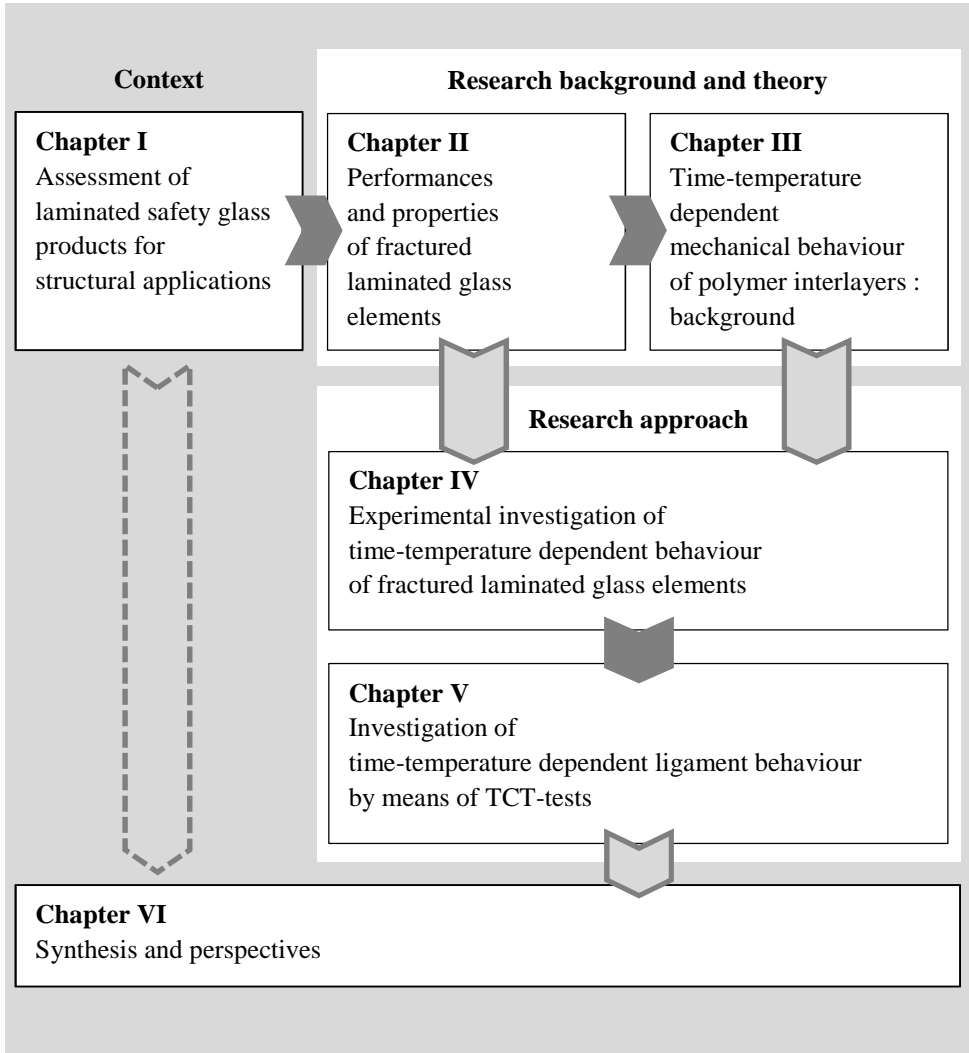 Context
Chapter I
Assessment of
laminated safety glass
products for
structural applications
Research background and theory
Chapter II
Performances
and properties
of fractured
laminated glass
elements
Chapter III
Time-temperature
dependent
mechanical behaviour
of polymer interlayers :
background
Research approach
Chapter IV
Experimental investigation of
time-temperature dependent behaviour
of fractured laminated glass elements
Chapter V
Investigation of
time-temperature dependent ligament behaviour
by means of TCT-tests
Chapter VI
Synthesis and perspectives